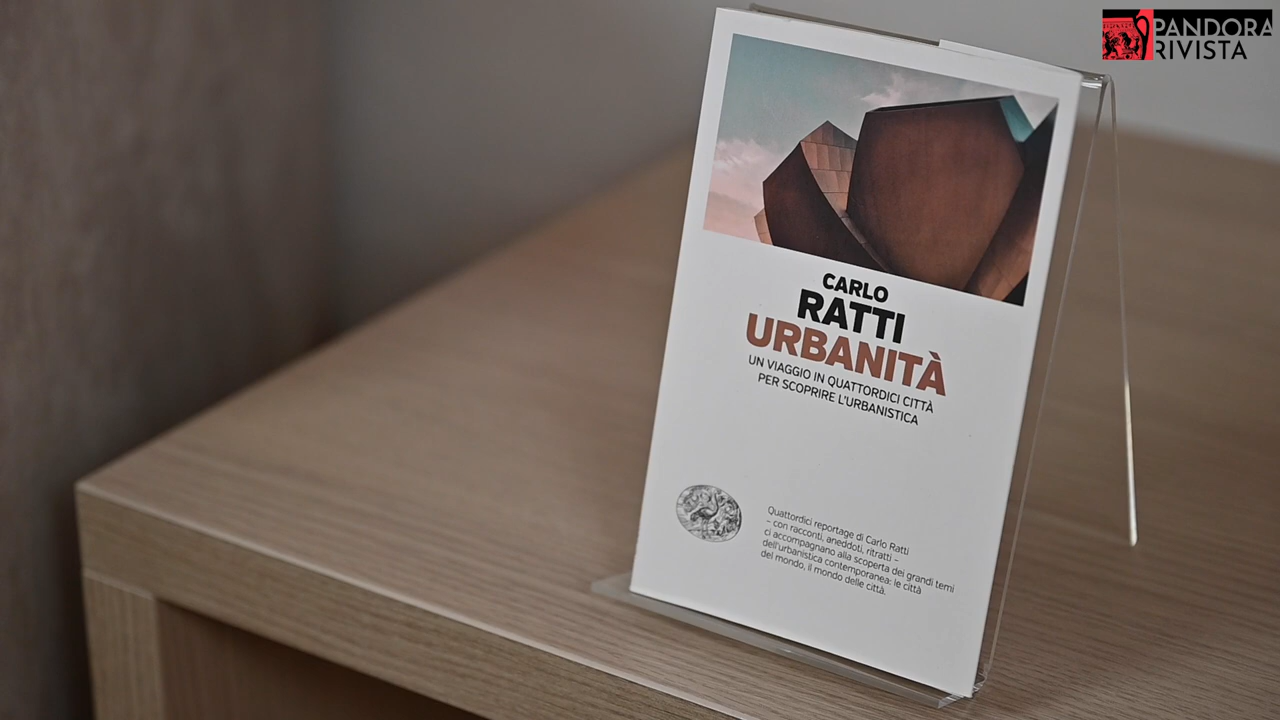 PANDORA
RIVISTA
CARLO
RATTI
URBANITÀ
UN VIAGGIO IN QUATTORDICI CITTÀ
PER SCOPRIRE L'URBANISTICA
Quattordici reportage di Carlo Ratti
– con racconti, aneddoti, ritratti –
ci accompagnano alla scoperta dei grandi temi
dell'urbanistica contemporanea: le città
del mondo, il mondo delle città.